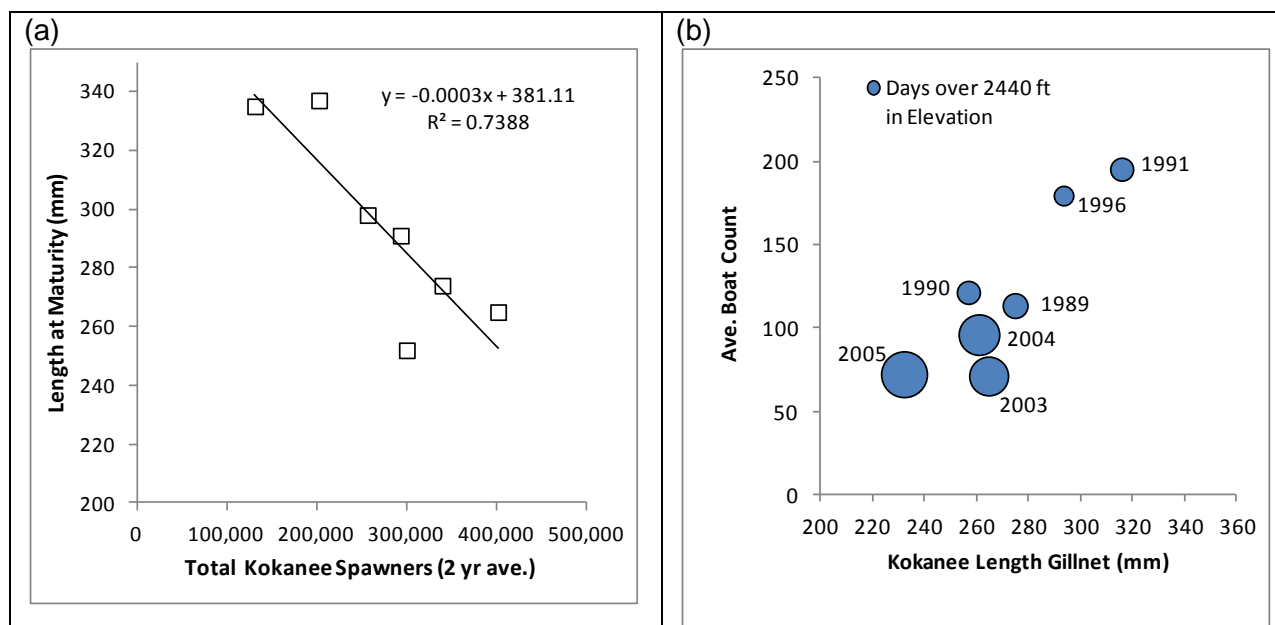 (a)
y = -0.0003x + 381.11
R² = 0.7388
Length at Maturity (mm)
340
320
300
280
260
240
220
200
0 100,000 200,000 300,000 400,000 500,000
Total Kokanee Spawners (2 yr ave.)
(b)
Days over 2440 ft
in Elevation
Ave. Boat Count
250
200
150
100
50
0
1991
1996
1990
1989
2004
2005
2003
200 220 240 260 280 300 320 340 360
Kokanee Length Gillnet (mm)